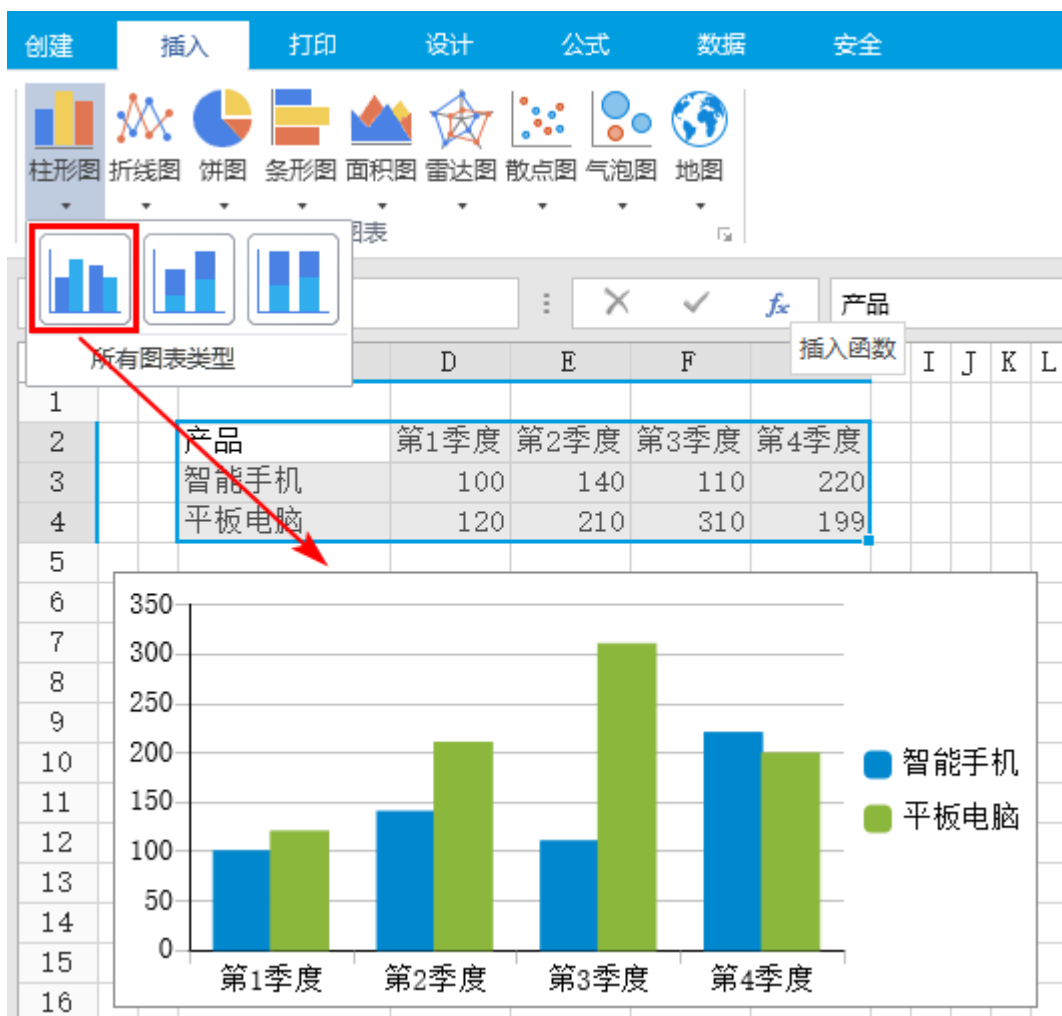 创建 插入 打印 设计 公式 数据 安全
柱形图 折线图 饼图 条形图 面积图 雷达图 散点图 气泡图 地图
图表
fx 产品
插入函数
所有图表类型
D E F I J K L
1
2 产品 第1季度 第2季度 第3季度 第4季度
3 智能手机 100 140 110 220
4 平板电脑 120 210 310 199
5
6
7
8
9
10
11
12
13
14
15
16
350
300
250
200
150
100
50
0
第1季度 第2季度 第3季度 第4季度
智能手机
平板电脑